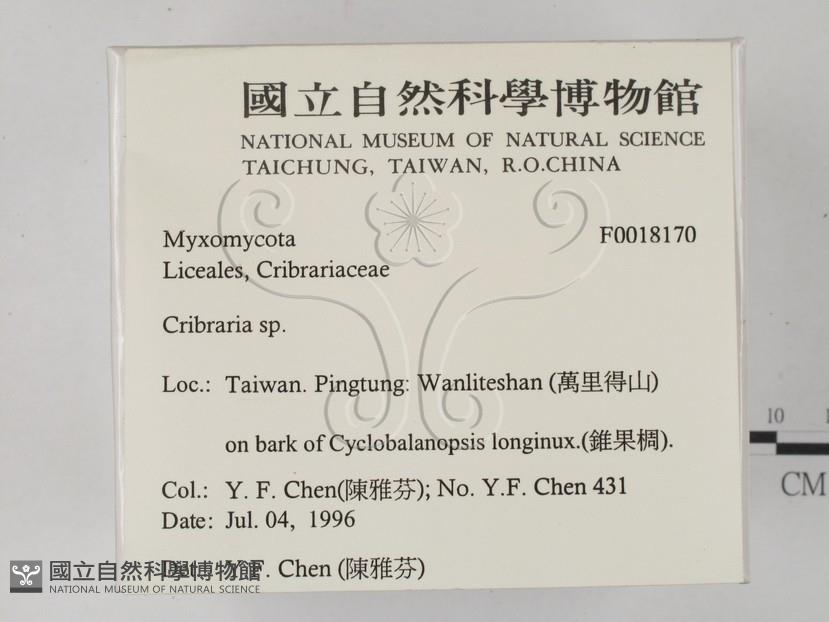 國立自然科學博物館
NATIONAL MUSEUM OF NATURAL SCIENCE
TAICHUNG, TAIWAN, R.O.CHINA
Myxomycota F0018170
Liceales, Cribrariaceae
Cribraria sp.
Loc.: Taiwan. Pingtung: Wanliteshan (萬里得山)
on bark of Cyclobalanopsis longinux.(錐果椆).
Col.: Y. F. Chen(陳雅芬); No. Y.F. Chen 431
Date: Jul. 04, 1996
Y. F. Chen (陳雅芬)
國立自然科學博物館
NATIONAL MUSEUM OF NATURAL SCIENCE
10
CM